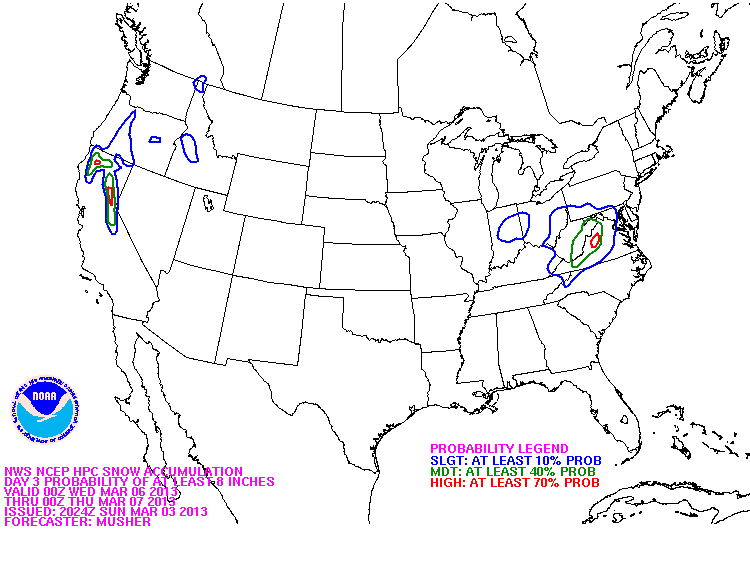 NOAA
PROBABILITY LEGEND
SLGT: AT LEAST 10% PROB
MDT: AT LEAST 40% PROB
HIGH: AT LEAST 70% PROB
NWS NCEP HPC SNOW ACCUMULATION
DAY 3 PROBABILITY OF AT LEAST 8 INCHES
VALID 00Z WED MAR 06 2013
THRU 00Z THU MAR 07 2013
ISSUED: 2024Z SUN MAR 03 2013
FORECASTER: MUSHER